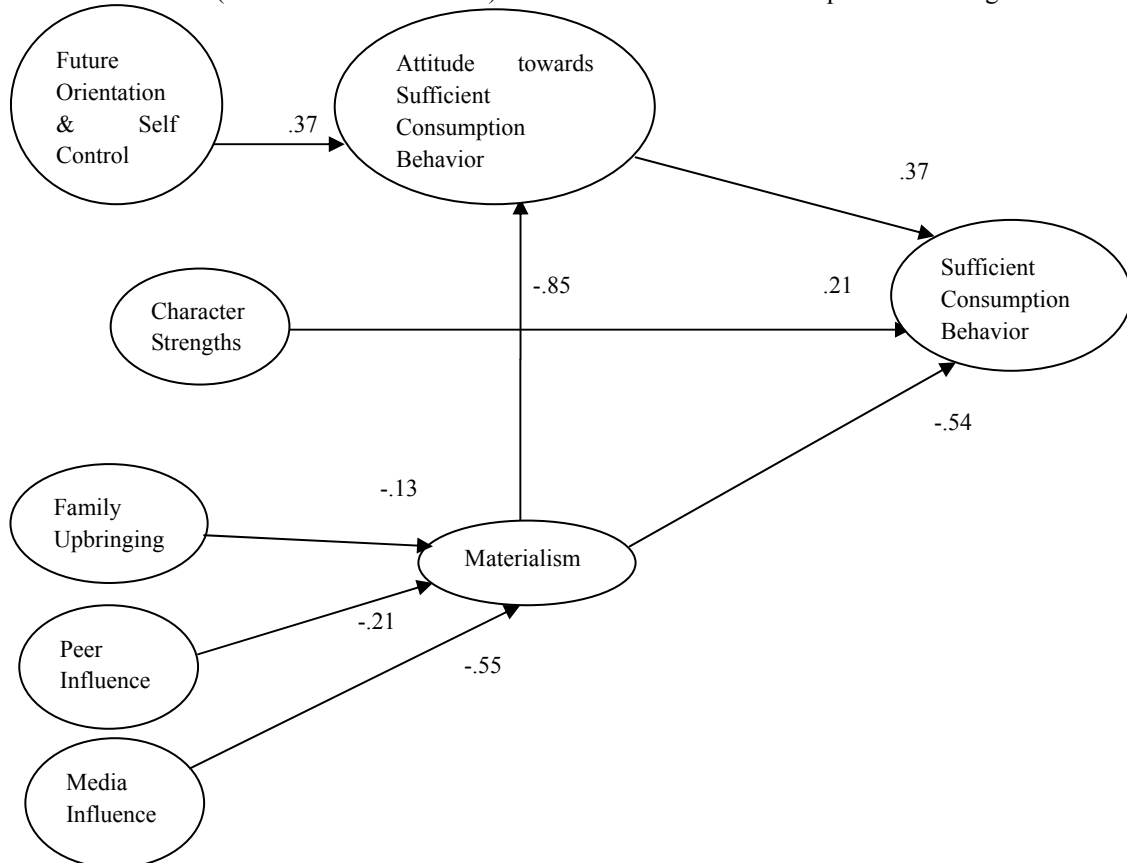 Future
Orientation
& Self
Control
.37
Attitude towards
Sufficient
Consumption
Behavior
.37
Sufficient
Consumption
Behavior
-.85
.21
Character
Strengths
-.54
-.13
Family
Upbringing
Materialism
-.21
Peer
Influence
-.55
Media
Influence